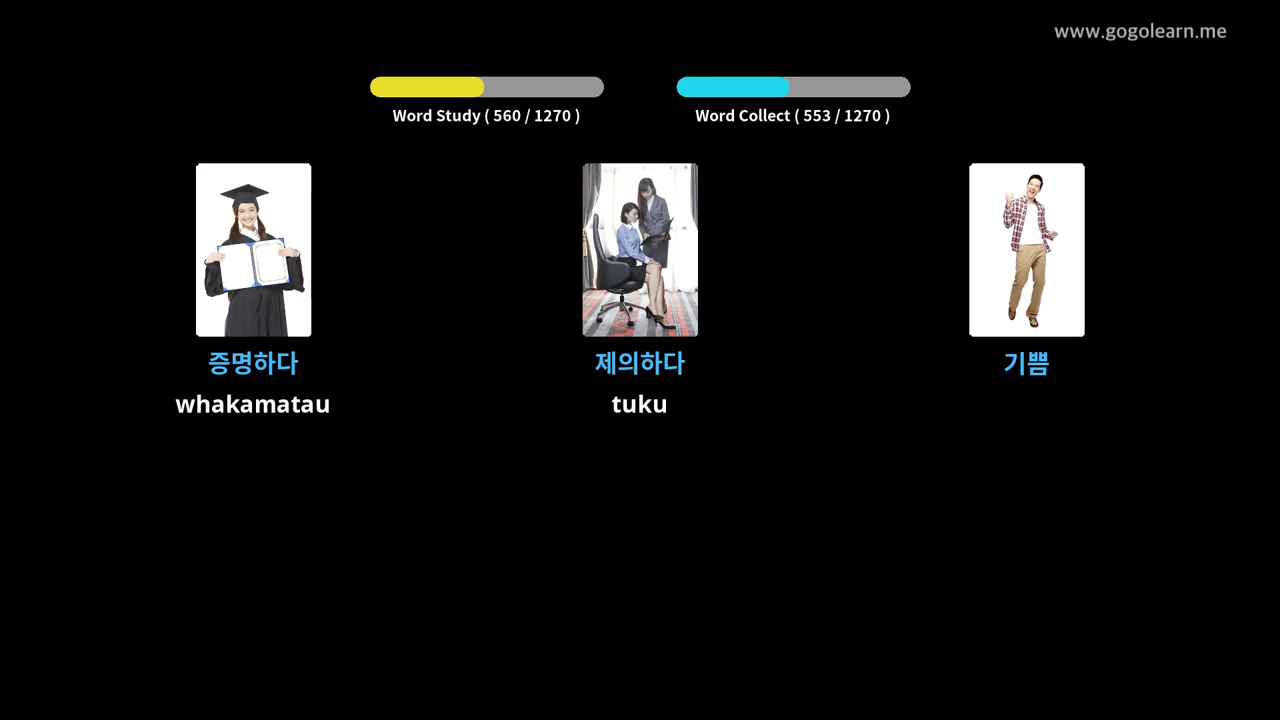 www.gogolearn.me
Word Study ( 560 / 1270 )
Word Collect ( 553 / 1270 )
증명하다
whakamatau
제의하다
tuku
기쁨